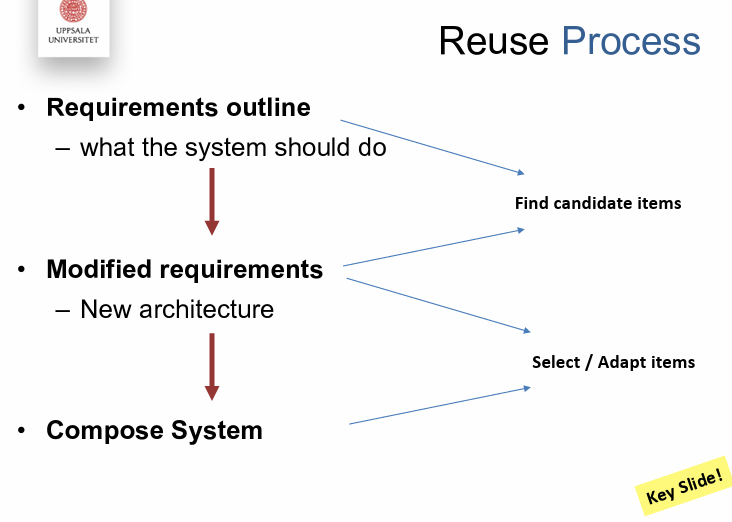 UPPSALA
UNIVERSITET
Reuse Process
• Requirements outline
– what the system should do
Find candidate items
• Modified requirements
– New architecture
Select / Adapt items
• Compose System
Key Slide!